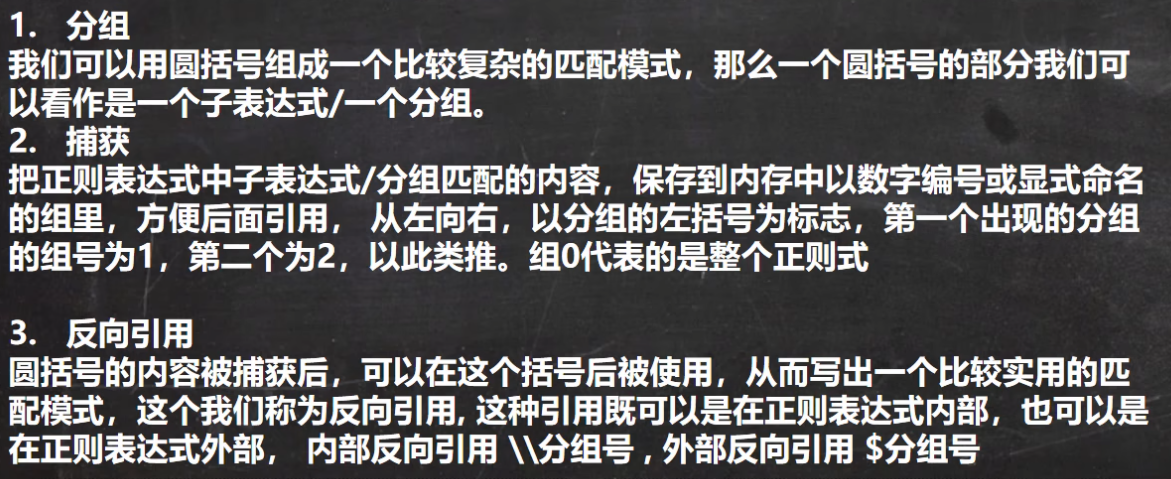 1. 分组
我们可以用圆括号组成一个比较复杂的匹配模式，那么一个圆括号的部分我们可
以看作是一个子表达式/一个分组。
2. 捕获
把正则表达式中子表达式/分组匹配的内容，保存到内存中以数字编号或显式命名
的组里，方便后面引用， 从左向右，以分组的左括号为标志，第一个出现的分组
的组号为1，第二个为2，以此类推。组0代表的是整个正则式
3. 反向引用
圆括号的内容被捕获后，可以在这个括号后被使用，从而写出一个比较实用的匹
配模式，这个我们称为反向引用, 这种引用既可以是在正则表达式内部，也可以是
在正则表达式外部， 内部反向引用 \\分组号 , 外部反向引用 $分组号